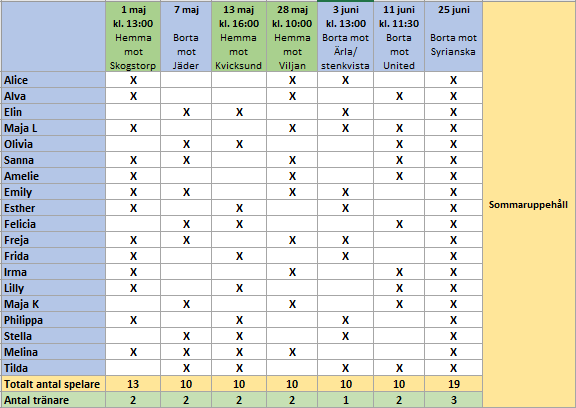 1 maj 7 maj 13 maj 28 maj 3 juni 11 juni 25 juni
kl. 13:00 kl. 16:00 kl. 10:00 kl. 13:00 kl. 11:30
Hemma Borta Hemma Hemma Borta mot Borta Borta mot
mot mot mot mot Ärla/ mot Syrianska
Skogstorp Jäder Kvicksund Viljan stenkvista United
Alice X X X X
Alva X X X X
Elin X X X X
Maja L X X X X X
Olivia X X X X
Sanna X X X X X
Amelie X X X X
Emily X X X X X
Esther X X X X
Sommaruppehåll
Felicia X X X X
Freja X X X X X
Frida X X X X
Irma X X X X
Lilly X X X X
Maja K X X X X
Philippa X X X X
Stella X X X X
Melina X X X X X
Tilda X X X X X
Totalt antal spelare 13 10 10 10 10 10 19
Antal tränare 2 2 2 2 1 2 3